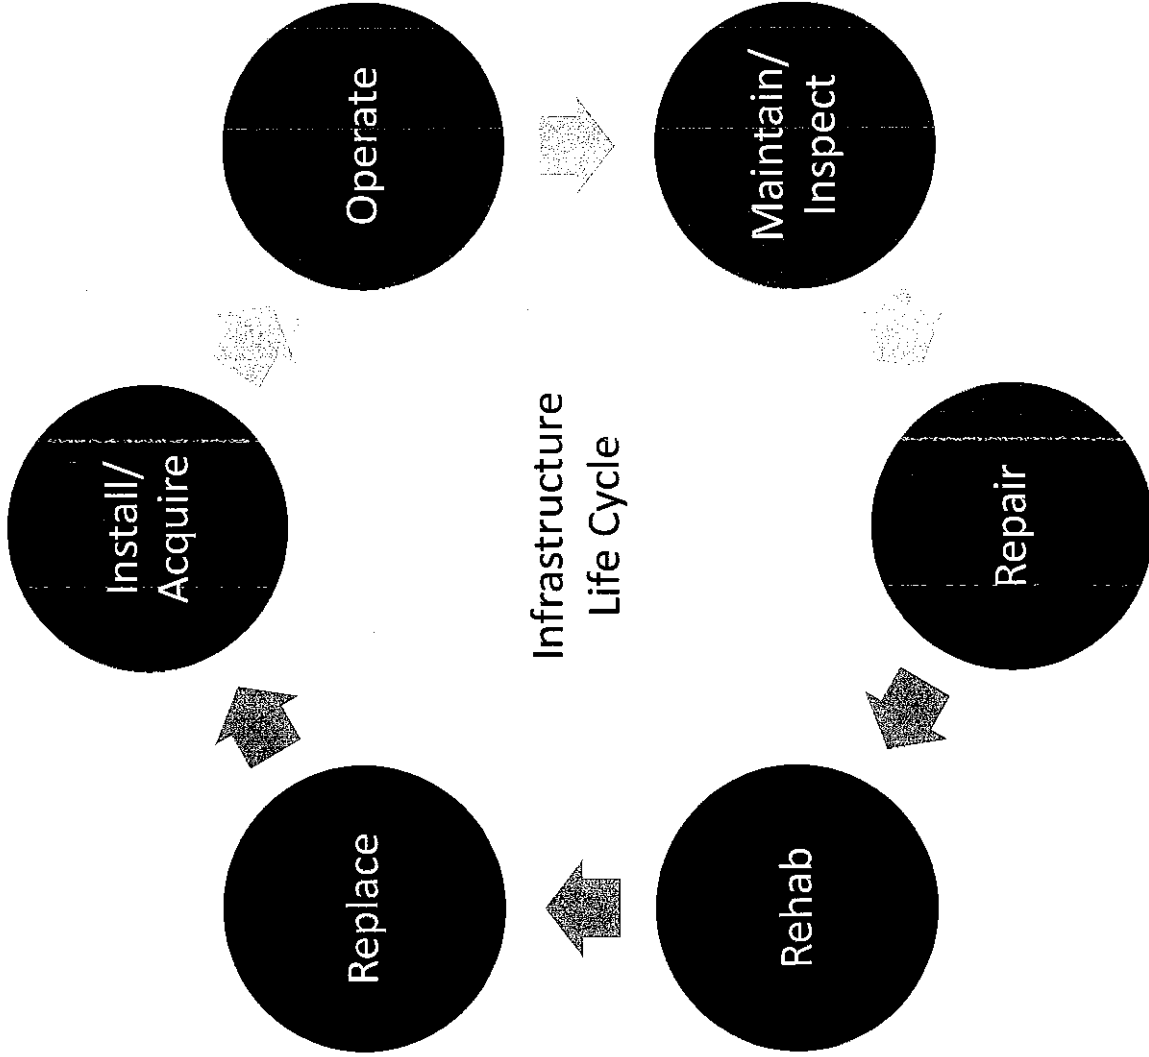 Install/
Acquire
Operate
Maintain/
Inspect
Repair
Rehab
Replace
Infrastructure
Life Cycle